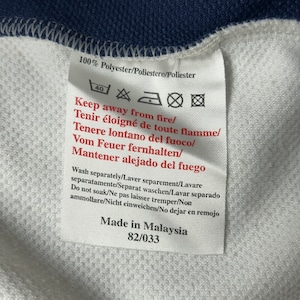 100% Polyester/Poliestere/Poliester
40
Keep away from fire/
Tenir éloigné de toute flamme/
Tenere lontano del fuoco/
Vom Feuer fernhalten/
Mantener alejado del fuego
Wash separately/Laver separement/Lavare
separatamente/Separat waschen/Lavar separado
Do not soak/Ne pas laisser tremper/Non
ammollare/Nicht einweichen/No dejar en remojo
Made in Malaysia
82/033